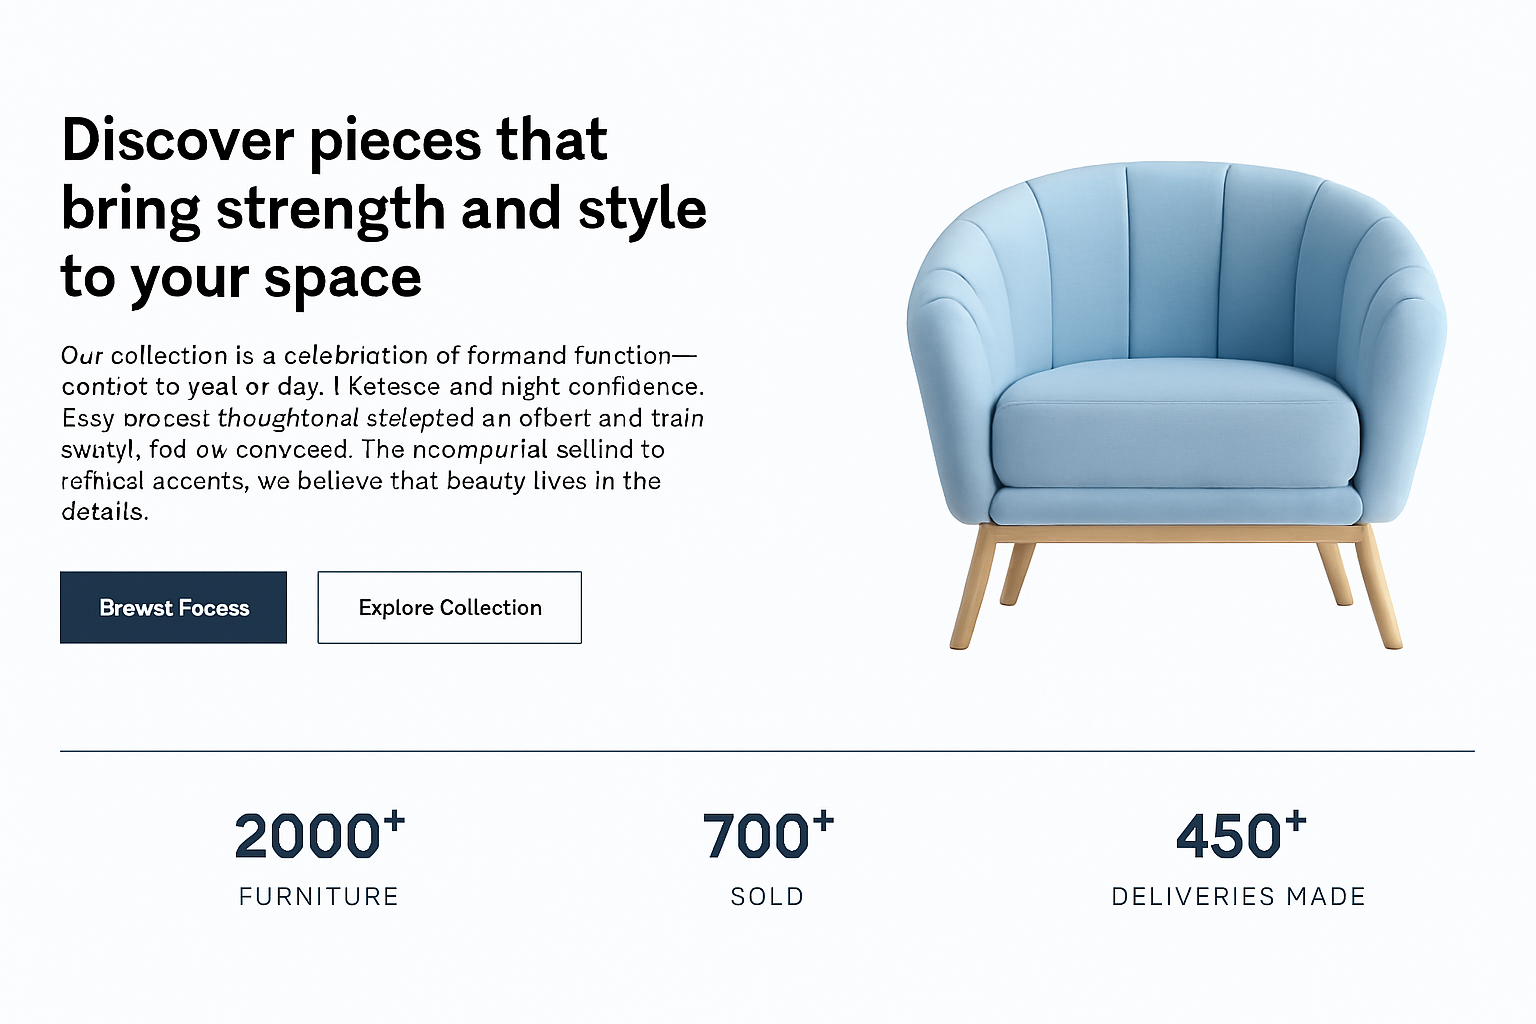 Discover pieces that
bring strength and style
to your space
Our collection is a celebriation of formand function—
contiot to yeal or day. I Ketesce and night confidence.
Essy procest thoughtonal stelepted an ofbert and train
swatyl, fod ow convceed. The ncompurial sellind to
refhical accents, we believe that beauty lives in the
details.
Brewst Focess
Explore Collection
2000+
700+
450+
FURNITURE
SOLD
DELIVERIES MADE